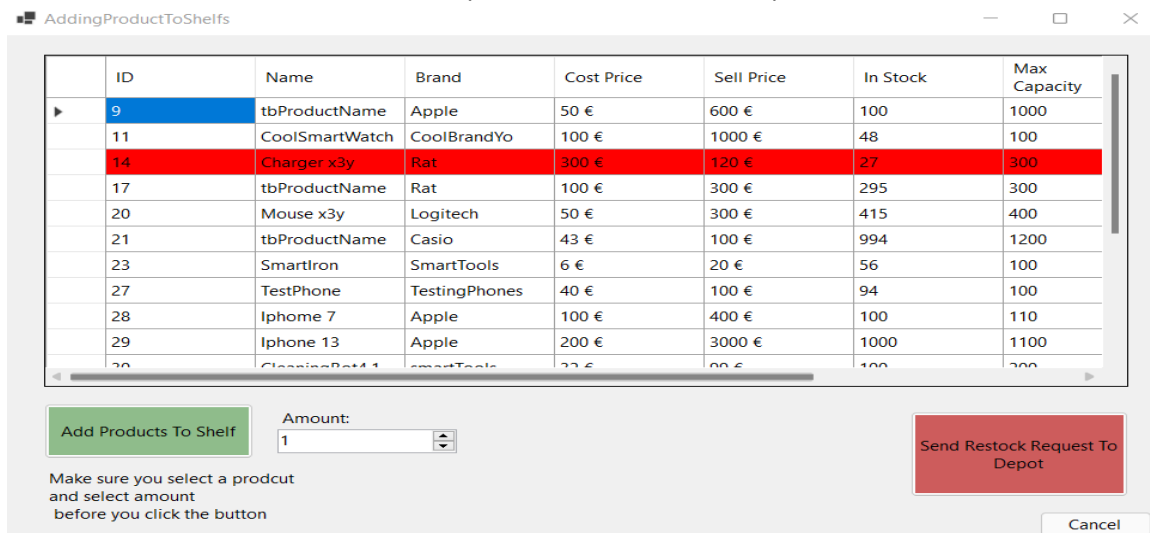 AddingProductToShelfs
ID Name Brand Cost Price Sell Price In Stock Max Capacity
9 tbProductName Apple 50 € 600 € 100 1000
11 CoolSmartWatch CoolBrandYo 100 € 1000 € 48 100
14 Charger x3y Rat 300 € 120 € 27 300
17 tbProductName Rat 100 € 300 € 295 300
20 Mouse x3y Logitech 50 € 300 € 415 400
21 tbProductName Casio 43 € 100 € 994 1200
23 SmartIron SmartTools 6 € 20 € 56 100
27 TestPhone TestingPhones 40 € 100 € 94 100
28 Iphome 7 Apple 100 € 400 € 100 110
29 Iphone 13 Apple 200 € 3000 € 1000 1100
Add Products To Shelf
Amount:
1
Send Restock Request To
Depot
Make sure you select a prodcut
and select amount
before you click the button
Cancel